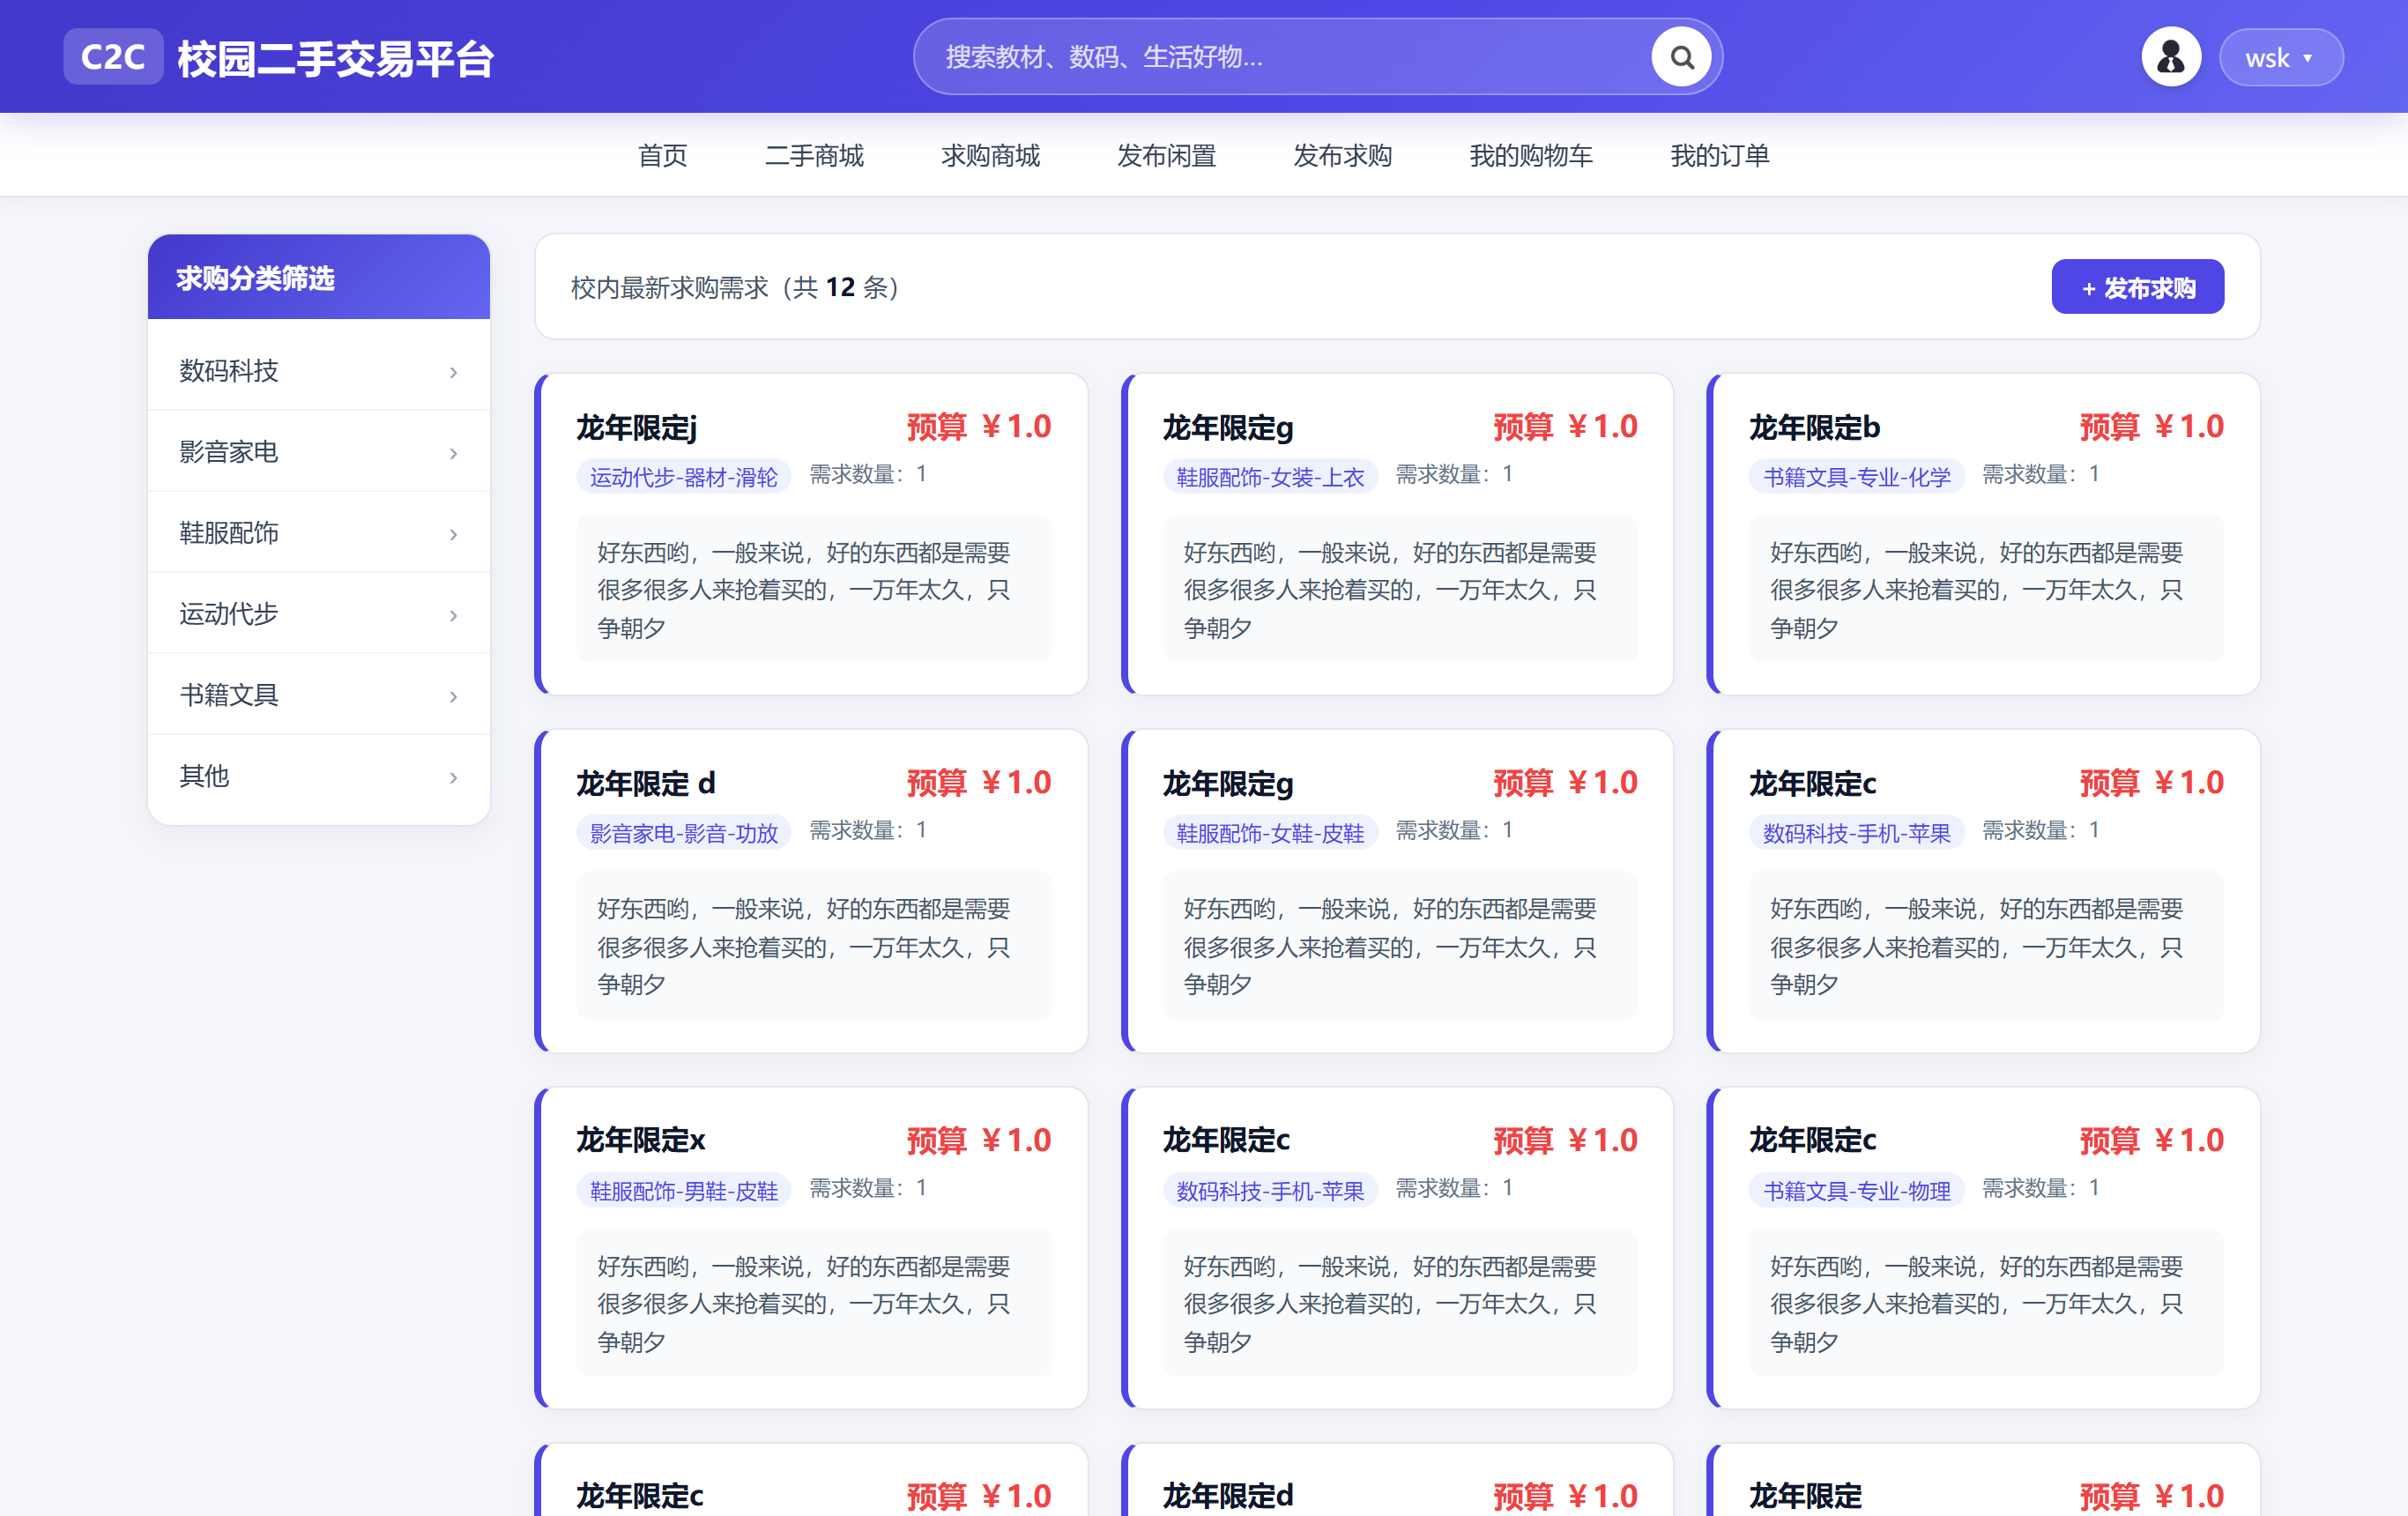 C2C 校园二手交易平台
搜索教材、数码、生活好物...
wsk ▼
首页 二手商城 求购商城 发布闲置 发布求购 我的购物车 我的订单
求购分类筛选
数码科技 ›
影音家电 ›
鞋服配饰 ›
运动代步 ›
书籍文具 ›
其他 ›
校内最新求购需求（共 12 条）
+ 发布求购
龙年限定j 预算 ￥1.0
运动代步-器材-滑轮 需求数量：1
好东西哟，一般来说，好的东西都是需要
很多很多人来抢着买的，一万年太久，只
争朝夕
龙年限定g 预算 ￥1.0
鞋服配饰-女装-上衣 需求数量：1
好东西哟，一般来说，好的东西都是需要
很多很多人来抢着买的，一万年太久，只
争朝夕
龙年限定b 预算 ￥1.0
书籍文具-专业-化学 需求数量：1
好东西哟，一般来说，好的东西都是需要
很多很多人来抢着买的，一万年太久，只
争朝夕
龙年限定 d 预算 ￥1.0
影音家电-影音-功放 需求数量：1
好东西哟，一般来说，好的东西都是需要
很多很多人来抢着买的，一万年太久，只
争朝夕
龙年限定g 预算 ￥1.0
鞋服配饰-女鞋-皮鞋 需求数量：1
好东西哟，一般来说，好的东西都是需要
很多很多人来抢着买的，一万年太久，只
争朝夕
龙年限定c 预算 ￥1.0
数码科技-手机-苹果 需求数量：1
好东西哟，一般来说，好的东西都是需要
很多很多人来抢着买的，一万年太久，只
争朝夕
龙年限定x 预算 ￥1.0
鞋服配饰-男鞋-皮鞋 需求数量：1
好东西哟，一般来说，好的东西都是需要
很多很多人来抢着买的，一万年太久，只
争朝夕
龙年限定c 预算 ￥1.0
数码科技-手机-苹果 需求数量：1
好东西哟，一般来说，好的东西都是需要
很多很多人来抢着买的，一万年太久，只
争朝夕
龙年限定c 预算 ￥1.0
书籍文具-专业-物理 需求数量：1
好东西哟，一般来说，好的东西都是需要
很多很多人来抢着买的，一万年太久，只
争朝夕
龙年限定c 预算 ￥1.0
龙年限定d 预算 ￥1.0
龙年限定 预算 ￥1.0